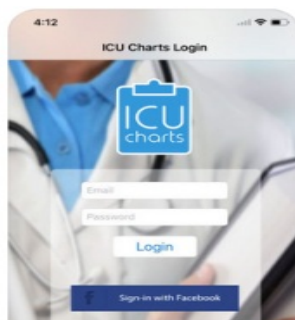 4:12
ICU Charts Login
ICU
charts
Email
Password
Login
f Sign-in with Facebook